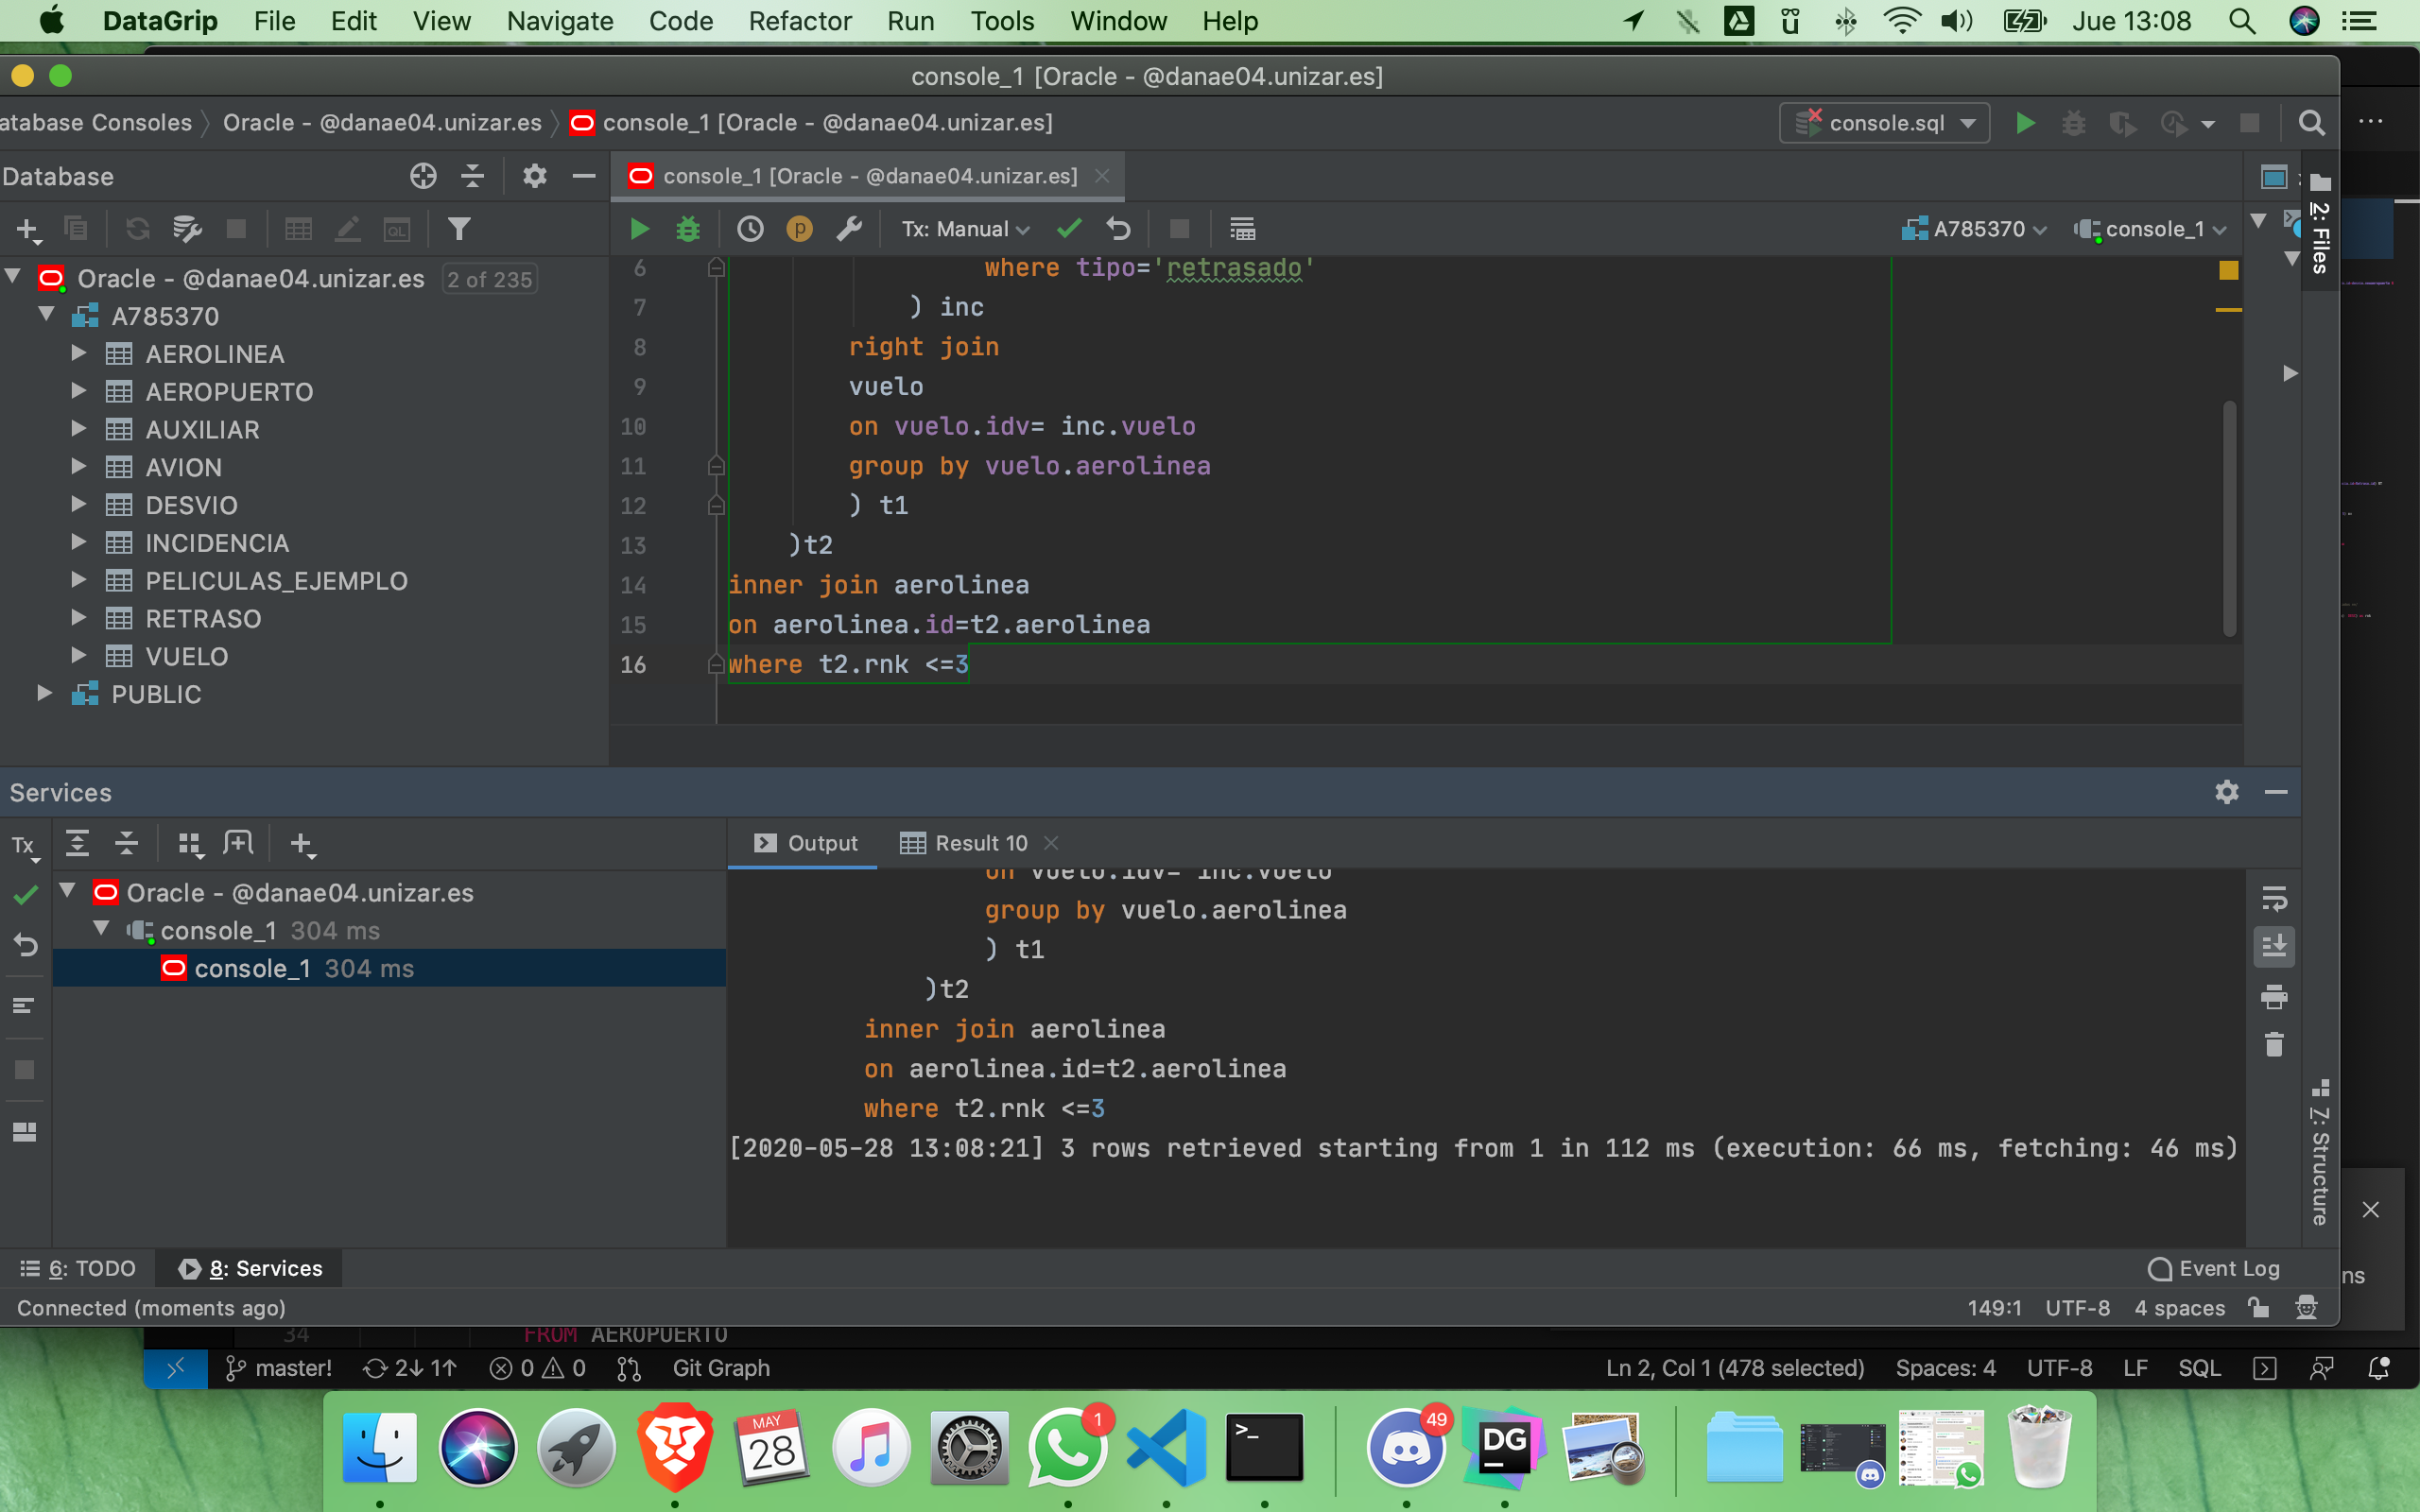 DataGrip File Edit View Navigate Code Refactor Run Tools Window Help Jue 13:08
console_1 [Oracle - @danae04.unizar.es]
atabase Consoles Oracle - @danae04.unizar.es console_1 [Oracle - @danae04.unizar.es] console.sql
Database
console_1 [Oracle - @danae04.unizar.es]
Tx: Manual A785370 console_1
2: Files
Oracle - @danae04.unizar.es 2 of 235
A785370
AEROLINEA
AEROPUERTO
AUXILIAR
AVION
DESVIO
INCIDENCIA
PELICULAS_EJEMPLO
RETRASO
VUELO
PUBLIC
6 where tipo='retrasado'
7 ) inc
8 right join
9 vuelo
10 on vuelo.idv= inc.vuelo
11 group by vuelo.aerolinea
12 ) t1
13 )t2
14 inner join aerolinea
15 on aerolinea.id=t2.aerolinea
16 where t2.rnk <=3
Services
Tx
Output Result 10
Oracle - @danae04.unizar.es
console_1 304 ms
console_1 304 ms
on vuelo.idv= inc.vuelo
group by vuelo.aerolinea
) t1
)t2
inner join aerolinea
on aerolinea.id=t2.aerolinea
where t2.rnk <=3
[2020-05-28 13:08:21] 3 rows retrieved starting from 1 in 112 ms (execution: 66 ms, fetching: 46 ms)
Z: Structure
6: TODO 8: Services Event Log
ns
Connected (moments ago) 149:1 UTF-8 4 spaces
34 FROM AEROPUERTO
master! 2↓ 1↑ 0 0 Git Graph Ln 2, Col 1 (478 selected) Spaces: 4 UTF-8 LF SQL
MAY
28
1
>_
49
DG